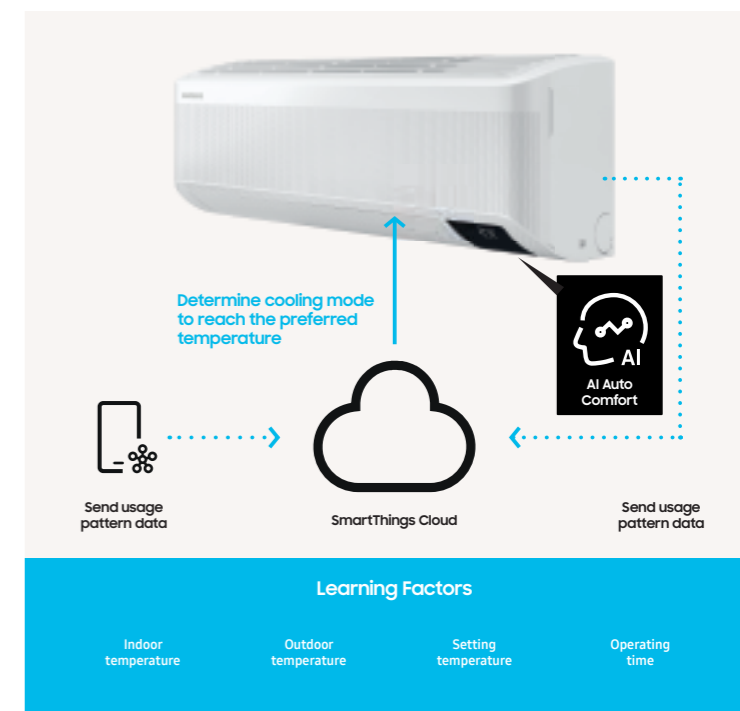 Determine cooling mode
to reach the preferred
temperature
AI
AI Auto
Comfort
Send usage
pattern data
SmartThings Cloud
Send usage
pattern data
Learning Factors
Indoor
temperature
Outdoor
temperature
Setting
temperature
Operating
time